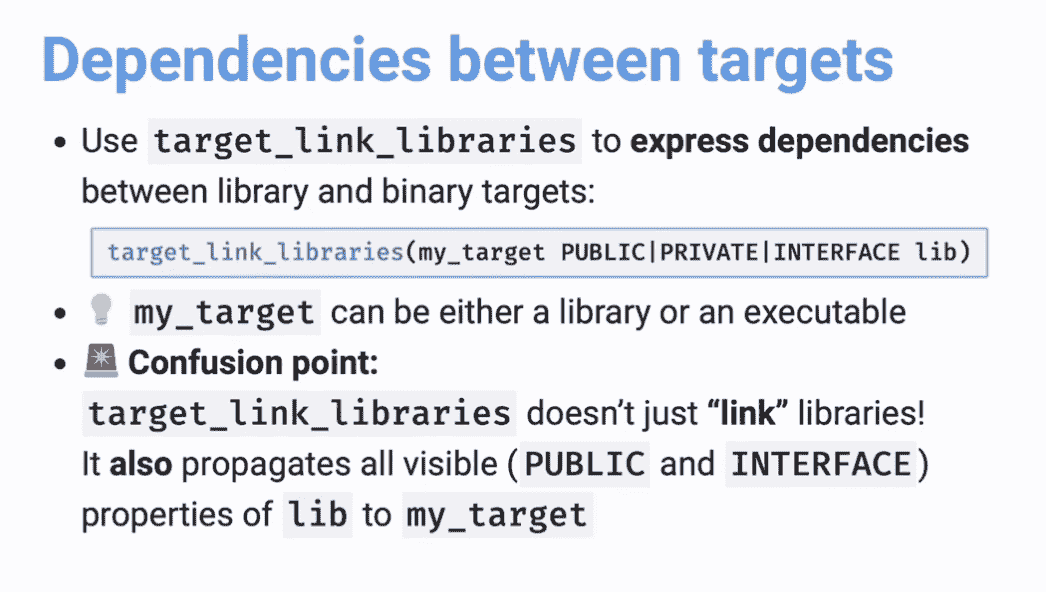 Dependencies between targets
• Use target_link_libraries to express dependencies
between library and binary targets:
target_link_libraries(my_target PUBLIC|PRIVATE|INTERFACE lib)
• my_target can be either a library or an executable
• Confusion point:
target_link_libraries doesn’t just “link” libraries!
It also propagates all visible (PUBLIC and INTERFACE)
properties of lib to my_target